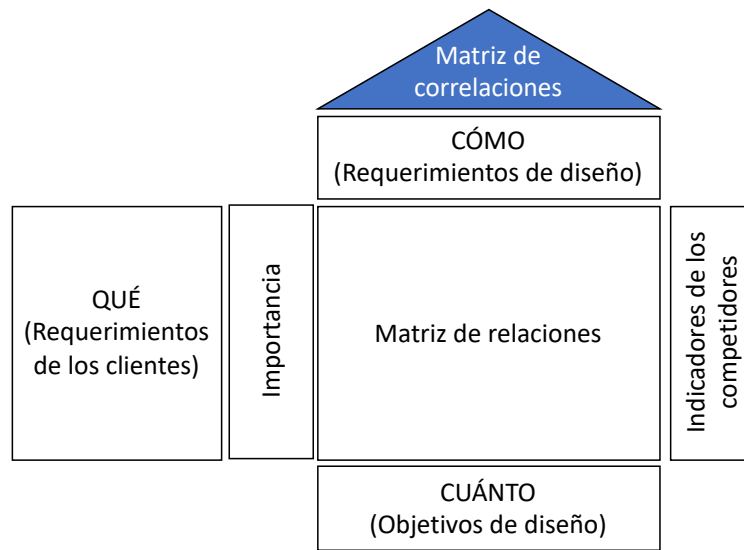 Matriz de
correlaciones
CÓMO
(Requerimientos de diseño)
QUÉ
(Requerimientos
de los clientes)
Importancia
Matriz de relaciones
Indicadores de los
competidores
CUÁNTO
(Objetivos de diseño)